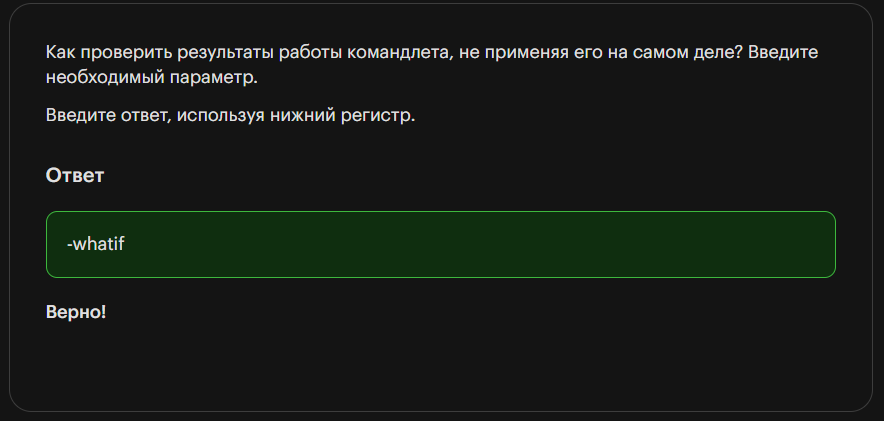 Как проверить результаты работы командлета, не применяя его на самом деле? Введите
необходимый параметр.
Введите ответ, используя нижний регистр.
Ответ
-whatif
Верно!